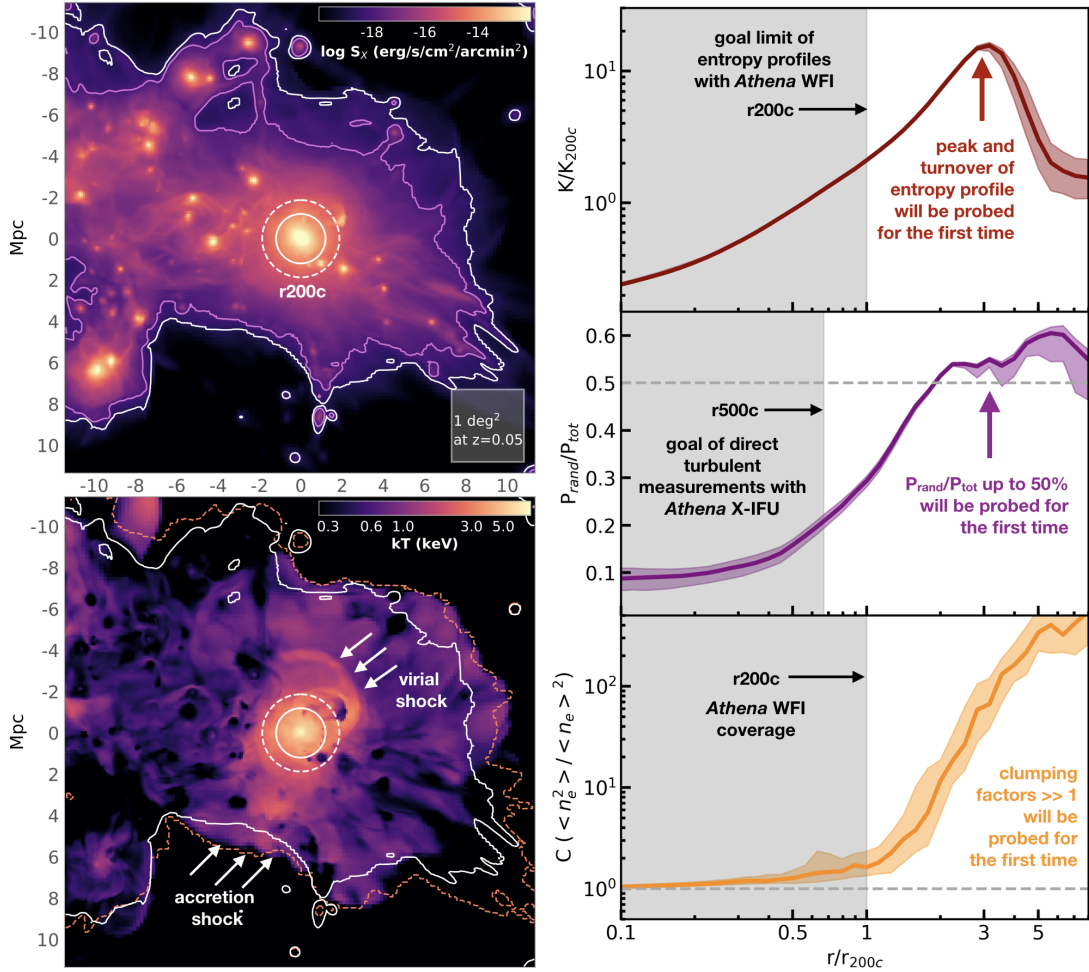 -10
-8
-6
-4
-2
0
2
4
6
8
10
Mpc
-18 -16 -14
log S_X (erg/s/cm²/arcmin²)
r200c
1 deg²
at z=0.05
-10 -8 -6 -4 -2 0 2 4 6 8 10
-10
-8
-6
-4
-2
0
2
4
6
8
10
Mpc
0.3 0.6 1.0 3.0 5.0
kT (keV)
virial
shock
accretion
shock
10¹
10⁰
K/K_200c
goal limit of
entropy profiles
with Athena WFI
r200c
peak and
turnover of
entropy profile
will be probed
for the first time
0.6
0.5
0.4
0.3
0.2
0.1
P_rand/P_tot
r500c
goal of direct
turbulent
measurements with
Athena X-IFU
P_rand/P_tot up to 50%
will be probed for
the first time
10²
10¹
10⁰
C ( < n_e² > / < n_e > ² )
r200c
Athena WFI
coverage
clumping
factors >> 1
will be
probed for
the first time
0.1 0.5 1 3 5
r/r_200c